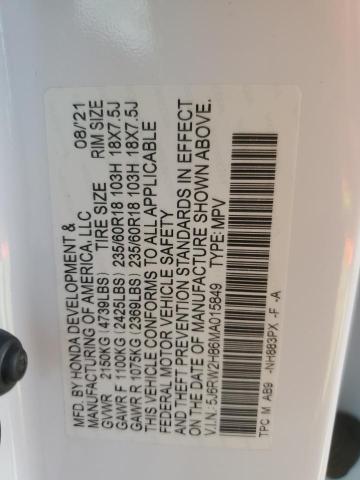 MFD. BY HONDA DEVELOPMENT & 08/'21
MANUFACTURING OF AMERICA, LLC
GVWR 2150KG (4739LBS) TIRE SIZE RIM SIZE
GAWR F 1100KG (2425LBS) 235/60R18 103H 18X7.5J
GAWR R 1075KG (2369LBS) 235/60R18 103H 18X7.5J
THIS VEHICLE CONFORMS TO ALL APPLICABLE
FEDERAL MOTOR VEHICLE SAFETY
AND THEFT PREVENTION STANDARDS IN EFFECT
ON THE DATE OF MANUFACTURE SHOWN ABOVE.
V.I.N.: 5J6RW2H86MA015849 TYPE: MPV
TPC M AB9 -NH883PX -F -A